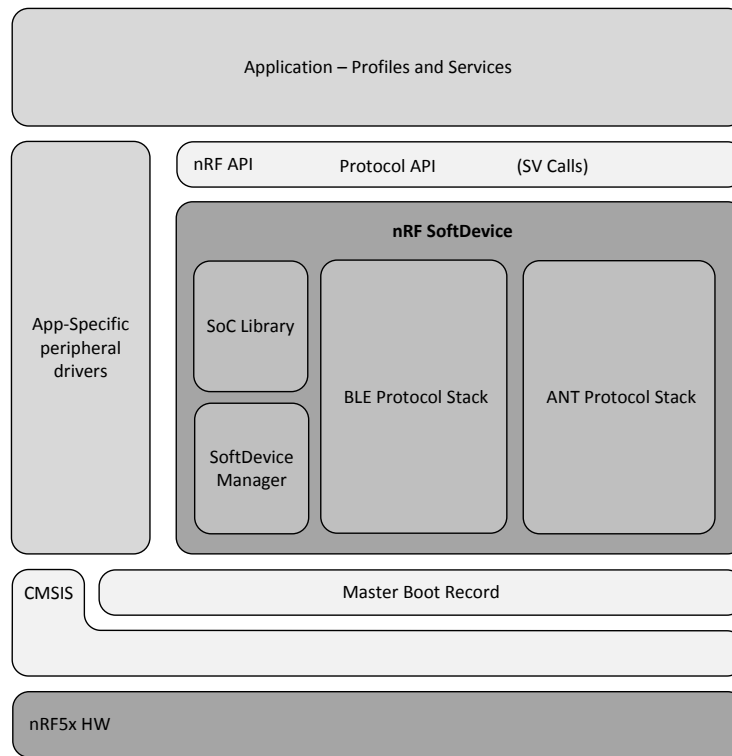 Application – Profiles and Services
nRF API Protocol API (SV Calls)
nRF SoftDevice
App-Specific
peripheral
drivers
SoC Library
SoftDevice
Manager
BLE Protocol Stack
ANT Protocol Stack
CMSIS
Master Boot Record
nRF5x HW